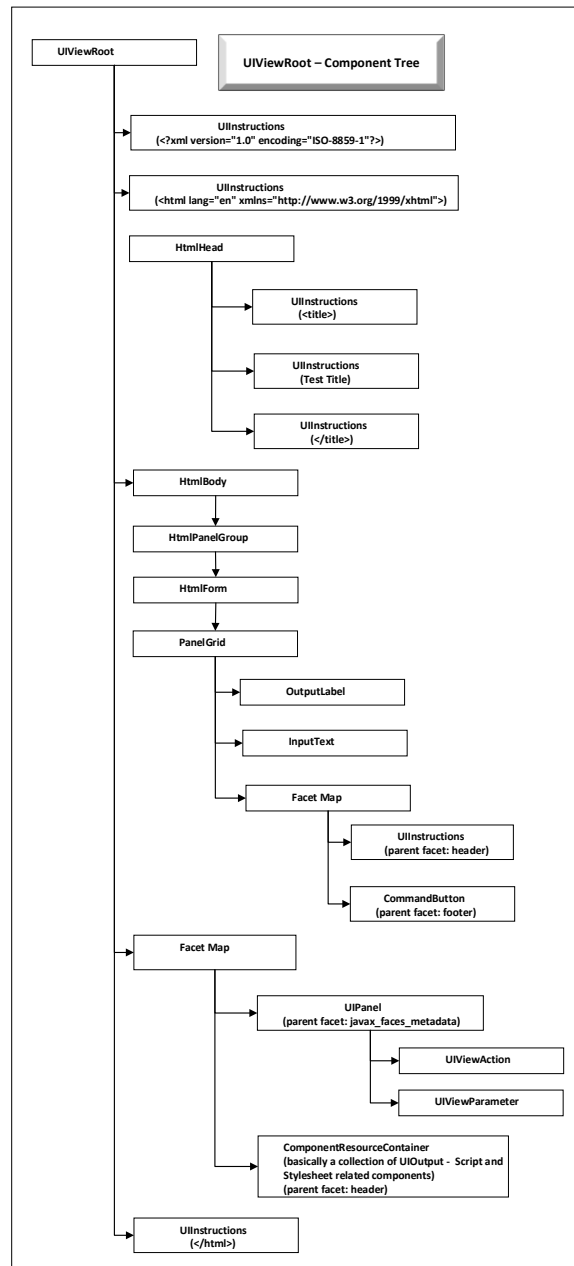 UIViewRoot
UIViewRoot – Component Tree
UIInstructions
(<?xml version="1.0" encoding="ISO-8859-1"?>)
UIInstructions
(<html lang="en" xmlns="http://www.w3.org/1999/xhtml">)
HtmlHead
UIInstructions
(<title>)
UIInstructions
(Test Title)
UIInstructions
(</title>)
HtmlBody
HtmlPanelGroup
HtmlForm
PanelGrid
OutputLabel
InputText
Facet Map
UIInstructions
(parent facet: header)
CommandButton
(parent facet: footer)
Facet Map
UIPanel
(parent facet: javax_faces_metadata)
UIViewAction
UIViewParameter
ComponentResourceContainer
(basically a collection of UIOutput - Script and
Stylesheet related components)
(parent facet: header)
UIInstructions
(</html>)